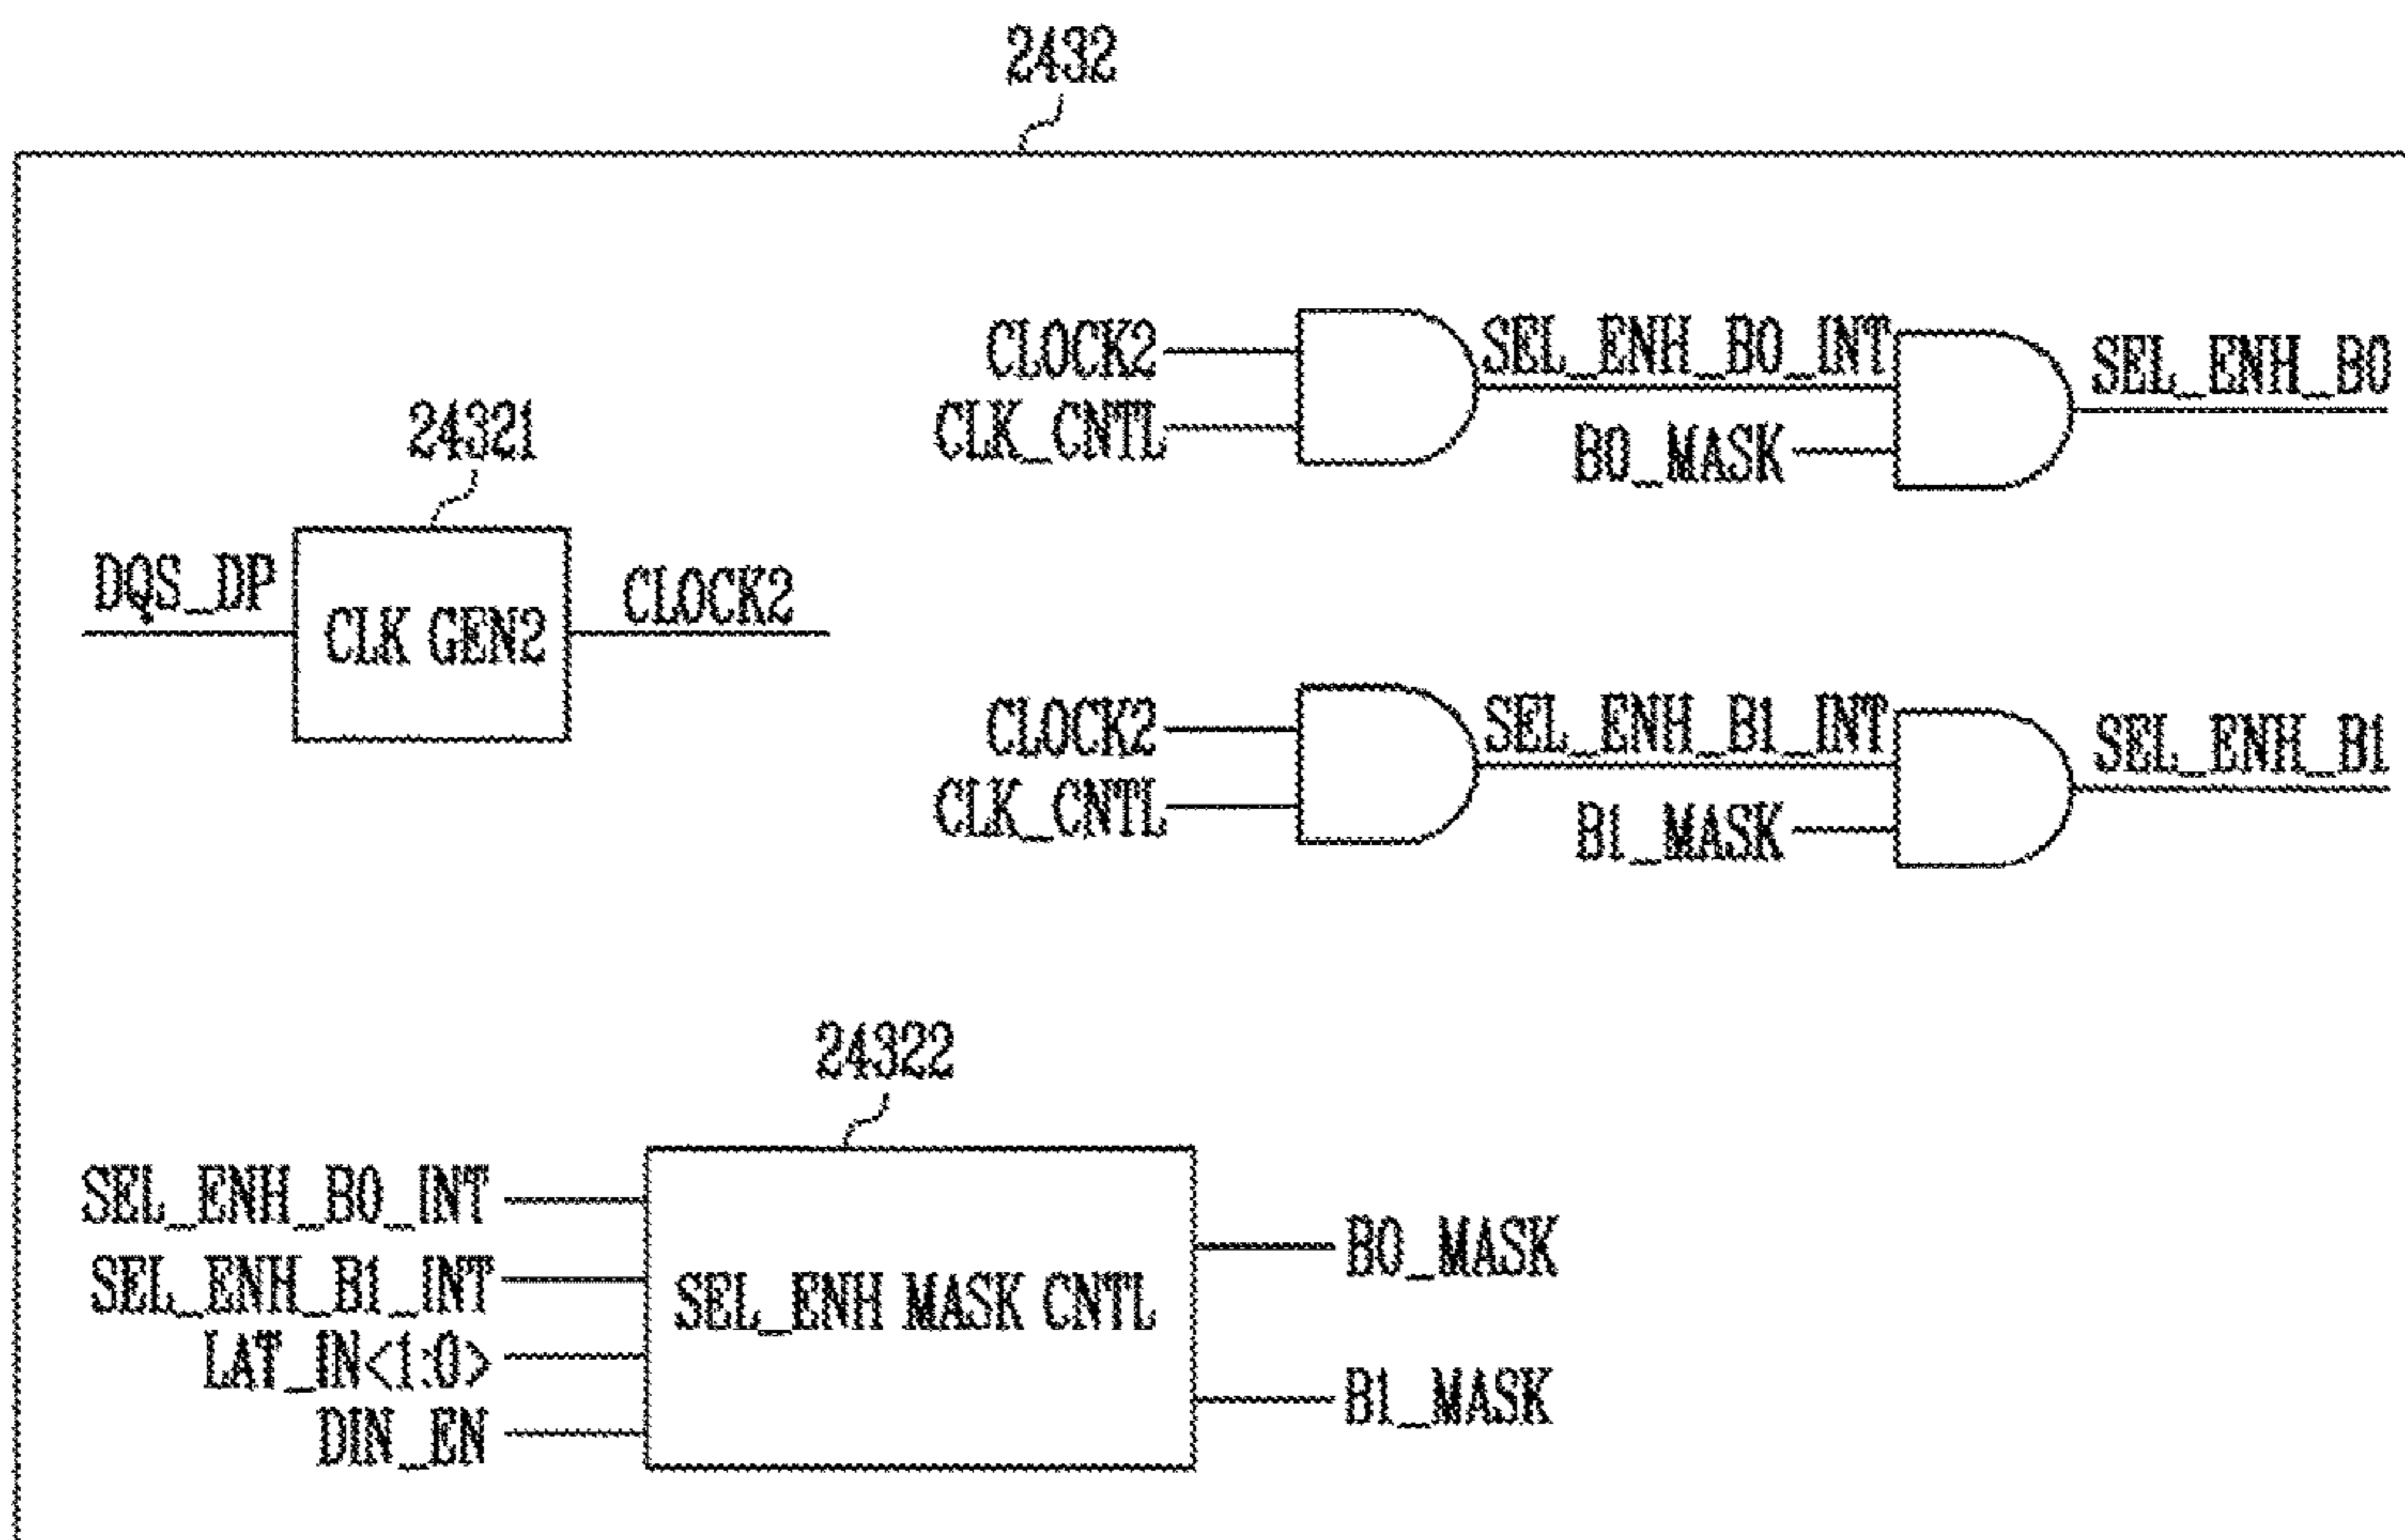 2432
CLOCK2
SEL_ENH_B0_INT
SEL_ENH_B0
CLK_CNTL
B0_MASK
24321
DQS_DP
CLK GEN2
CLOCK2
CLOCK2
SEL_ENH_B1_INT
SEL_ENH_B1
CLK_CNTL
B1_MASK
24322
SEL_ENH_B0_INT
SEL_ENH_B1_INT
LAT_IN<1:0>
DIN_EN
SEL_ENH MASK CNTL
B0_MASK
B1_MASK